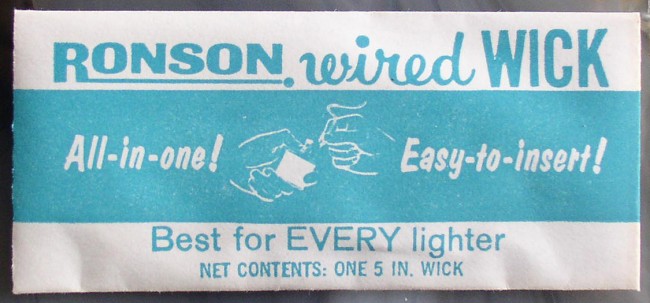 RONSON wired WICK
All-in-one! Easy-to-insert!
Best for EVERY lighter
NET CONTENTS: ONE 5 IN. WICK